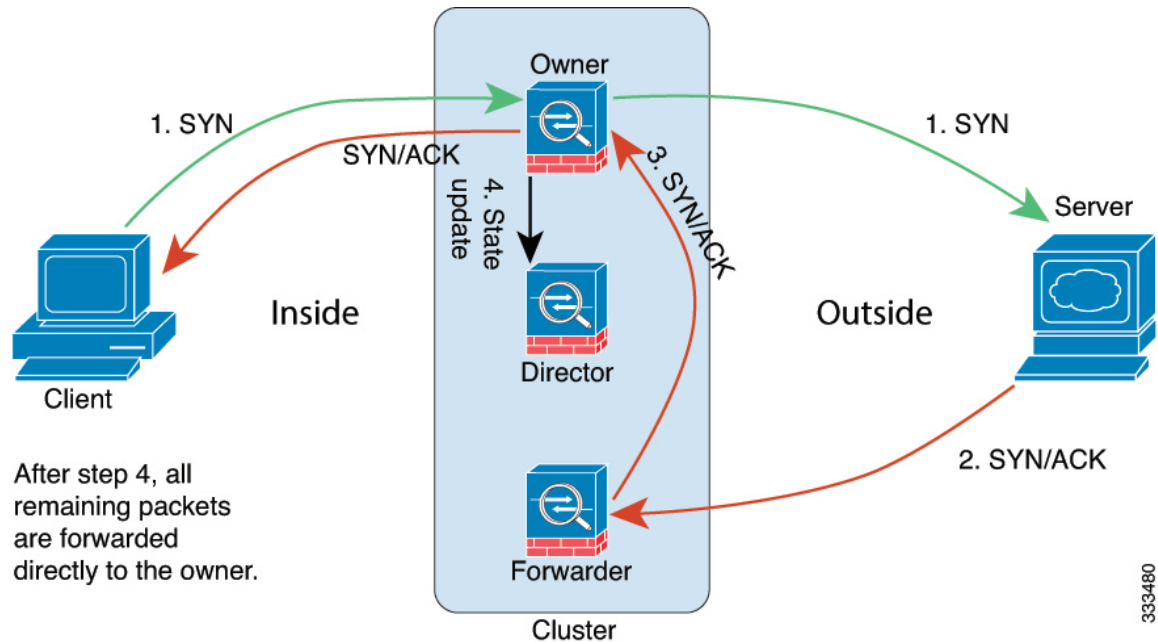 Owner
1. SYN
1. SYN
SYN/ACK
3. SYN/ACK
4. State
update
Server
Inside
Outside
Director
Client
2. SYN/ACK
After step 4, all
remaining packets
are forwarded
directly to the owner.
Forwarder
Cluster
333480